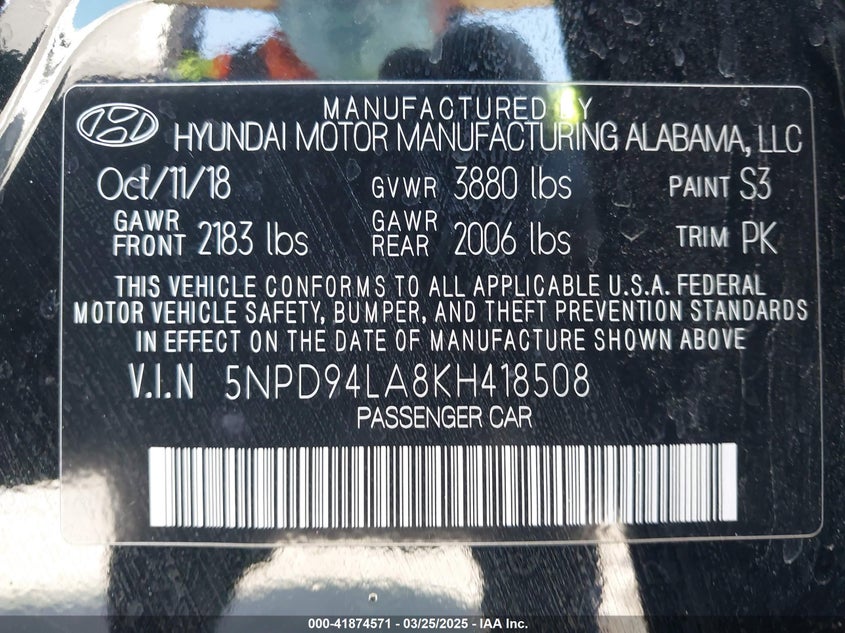 MANUFACTURED BY
HYUNDAI MOTOR MANUFACTURING ALABAMA, LLC
Oct/11/18 GVWR 3880 lbs PAINT S3
GAWR FRONT 2183 lbs GAWR REAR 2006 lbs TRIM PK
THIS VEHICLE CONFORMS TO ALL APPLICABLE U.S.A. FEDERAL
MOTOR VEHICLE SAFETY, BUMPER, AND THEFT PREVENTION STANDARDS
IN EFFECT ON THE DATE OF MANUFACTURE SHOWN ABOVE
V.I.N 5NPD94LA8KH418508
PASSENGER CAR
000-41874571 - 03/25/2025 - IAA Inc.